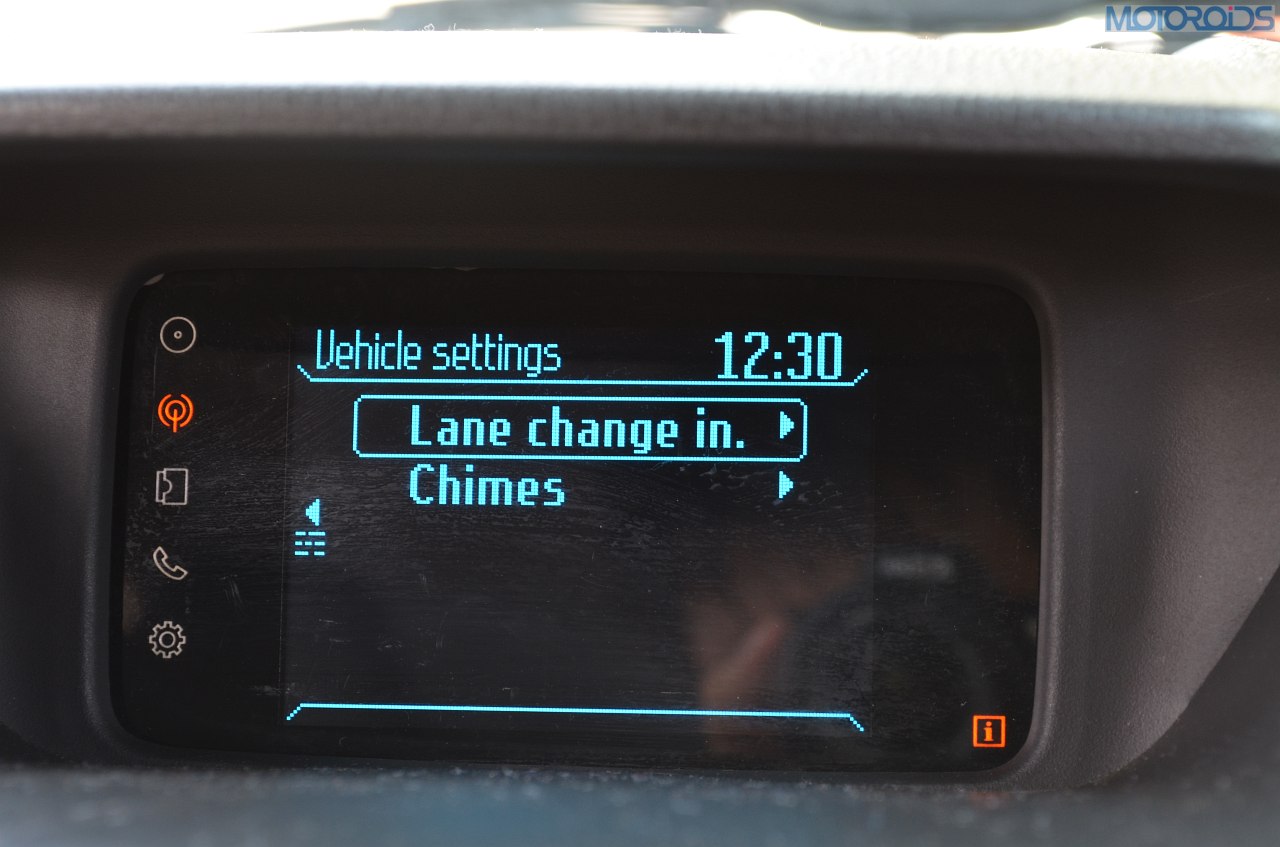 MOTOROiDS
Vehicle settings 12:30
Lane change in.
Chimes
i